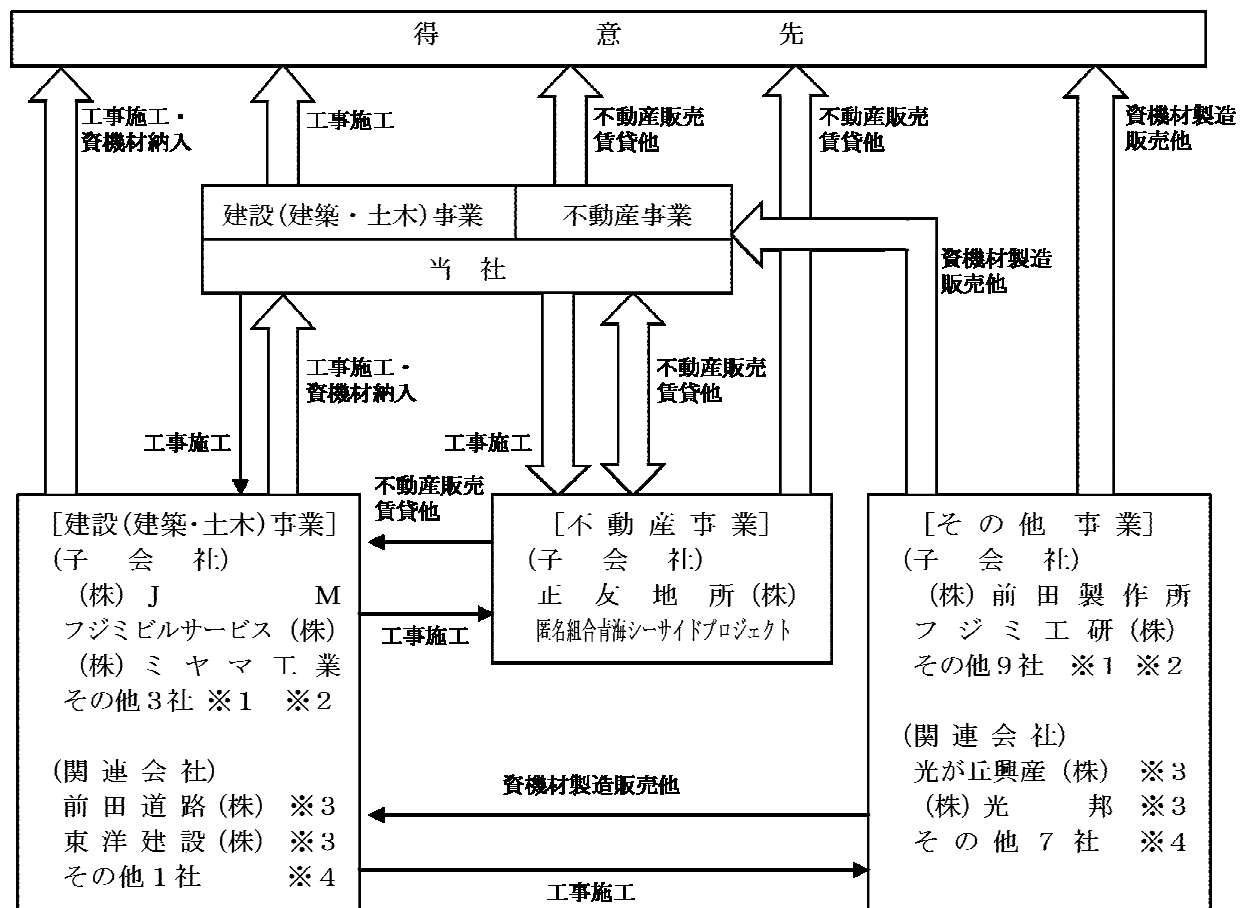 得意先
工事施工・
資機材納入
工事施工
不動産販売
賃貸他
不動産販売
賃貸他
資機材製造
販売他
建設(建築・土木)事業
不動産事業
当社
資機材製造
販売他
工事施工・
資機材納入
不動産販売
賃貸他
工事施工
工事施工
不動産販売
賃貸他
[建設(建築・土木)事業]
(子会社)
(株)JM
フジミビルサービス(株)
(株)ミヤマ工業
その他3社 ※1 ※2
(関連会社)
前田道路(株) ※3
東洋建設(株) ※3
その他1社 ※4
工事施工
[不動産事業]
(子会社)
正友地所(株)
匿名組合青海シーサイドプロジェクト
[その他事業]
(子会社)
(株)前田製作所
フジミ工研(株)
その他9社 ※1 ※2
(関連会社)
光が丘興産(株) ※3
(株)光邦 ※3
その他7社 ※4
資機材製造販売他
工事施工